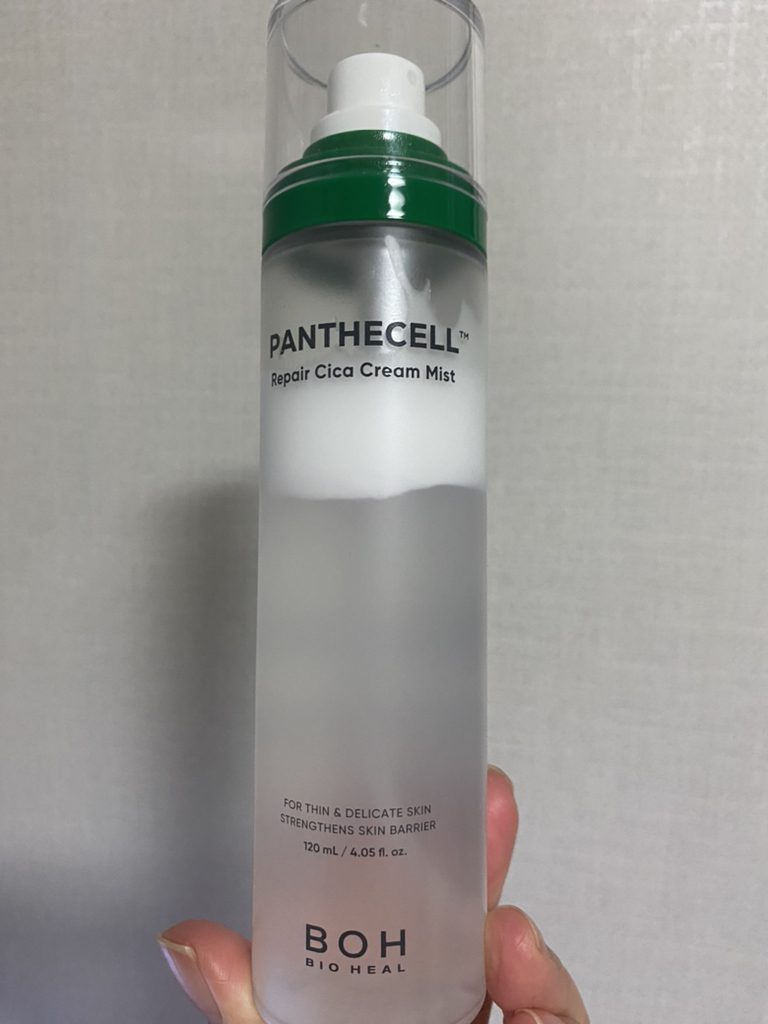 PANTHECELL™
Repair Cica Cream Mist
FOR THIN & DELICATE SKIN
STRENGTHENS SKIN BARRIER
120 mL / 4.05 fl. oz.
BOH
BIO HEAL